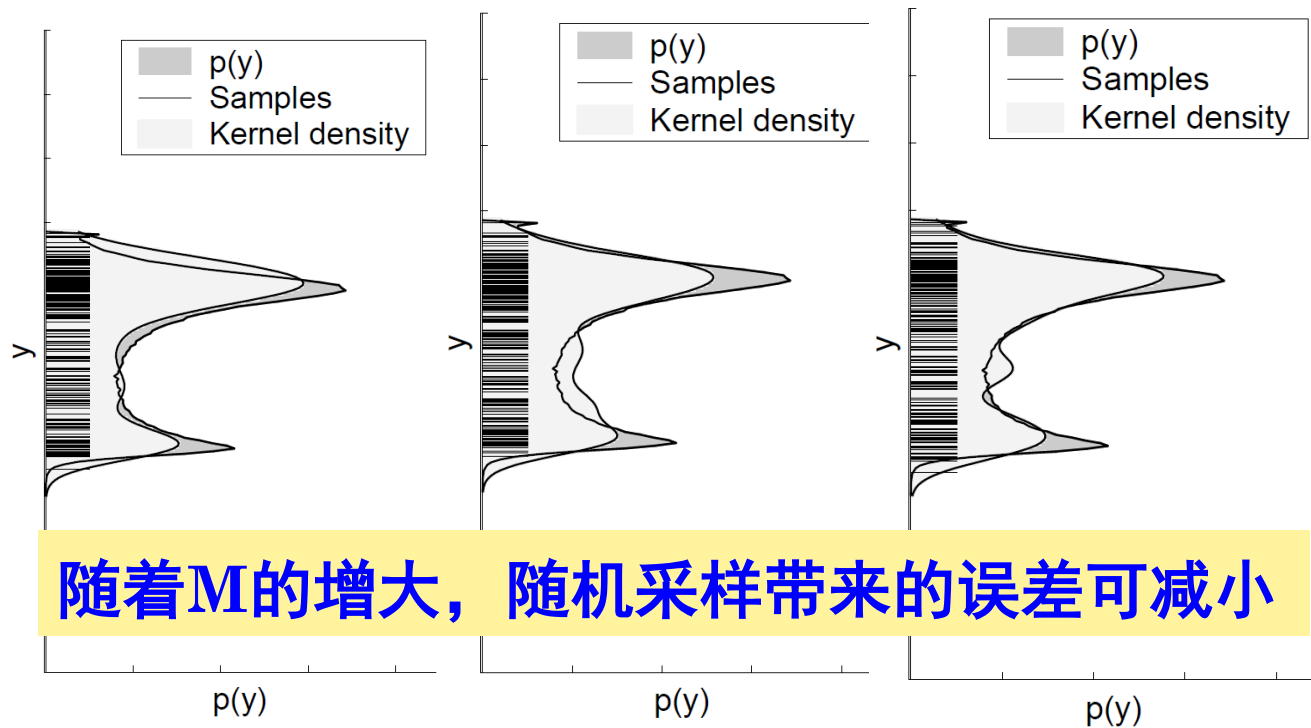 p(y)
Samples
Kernel density
y
p(y)
p(y)
Samples
Kernel density
y
p(y)
p(y)
Samples
Kernel density
y
p(y)
随着M的增大，随机采样带来的误差可减小